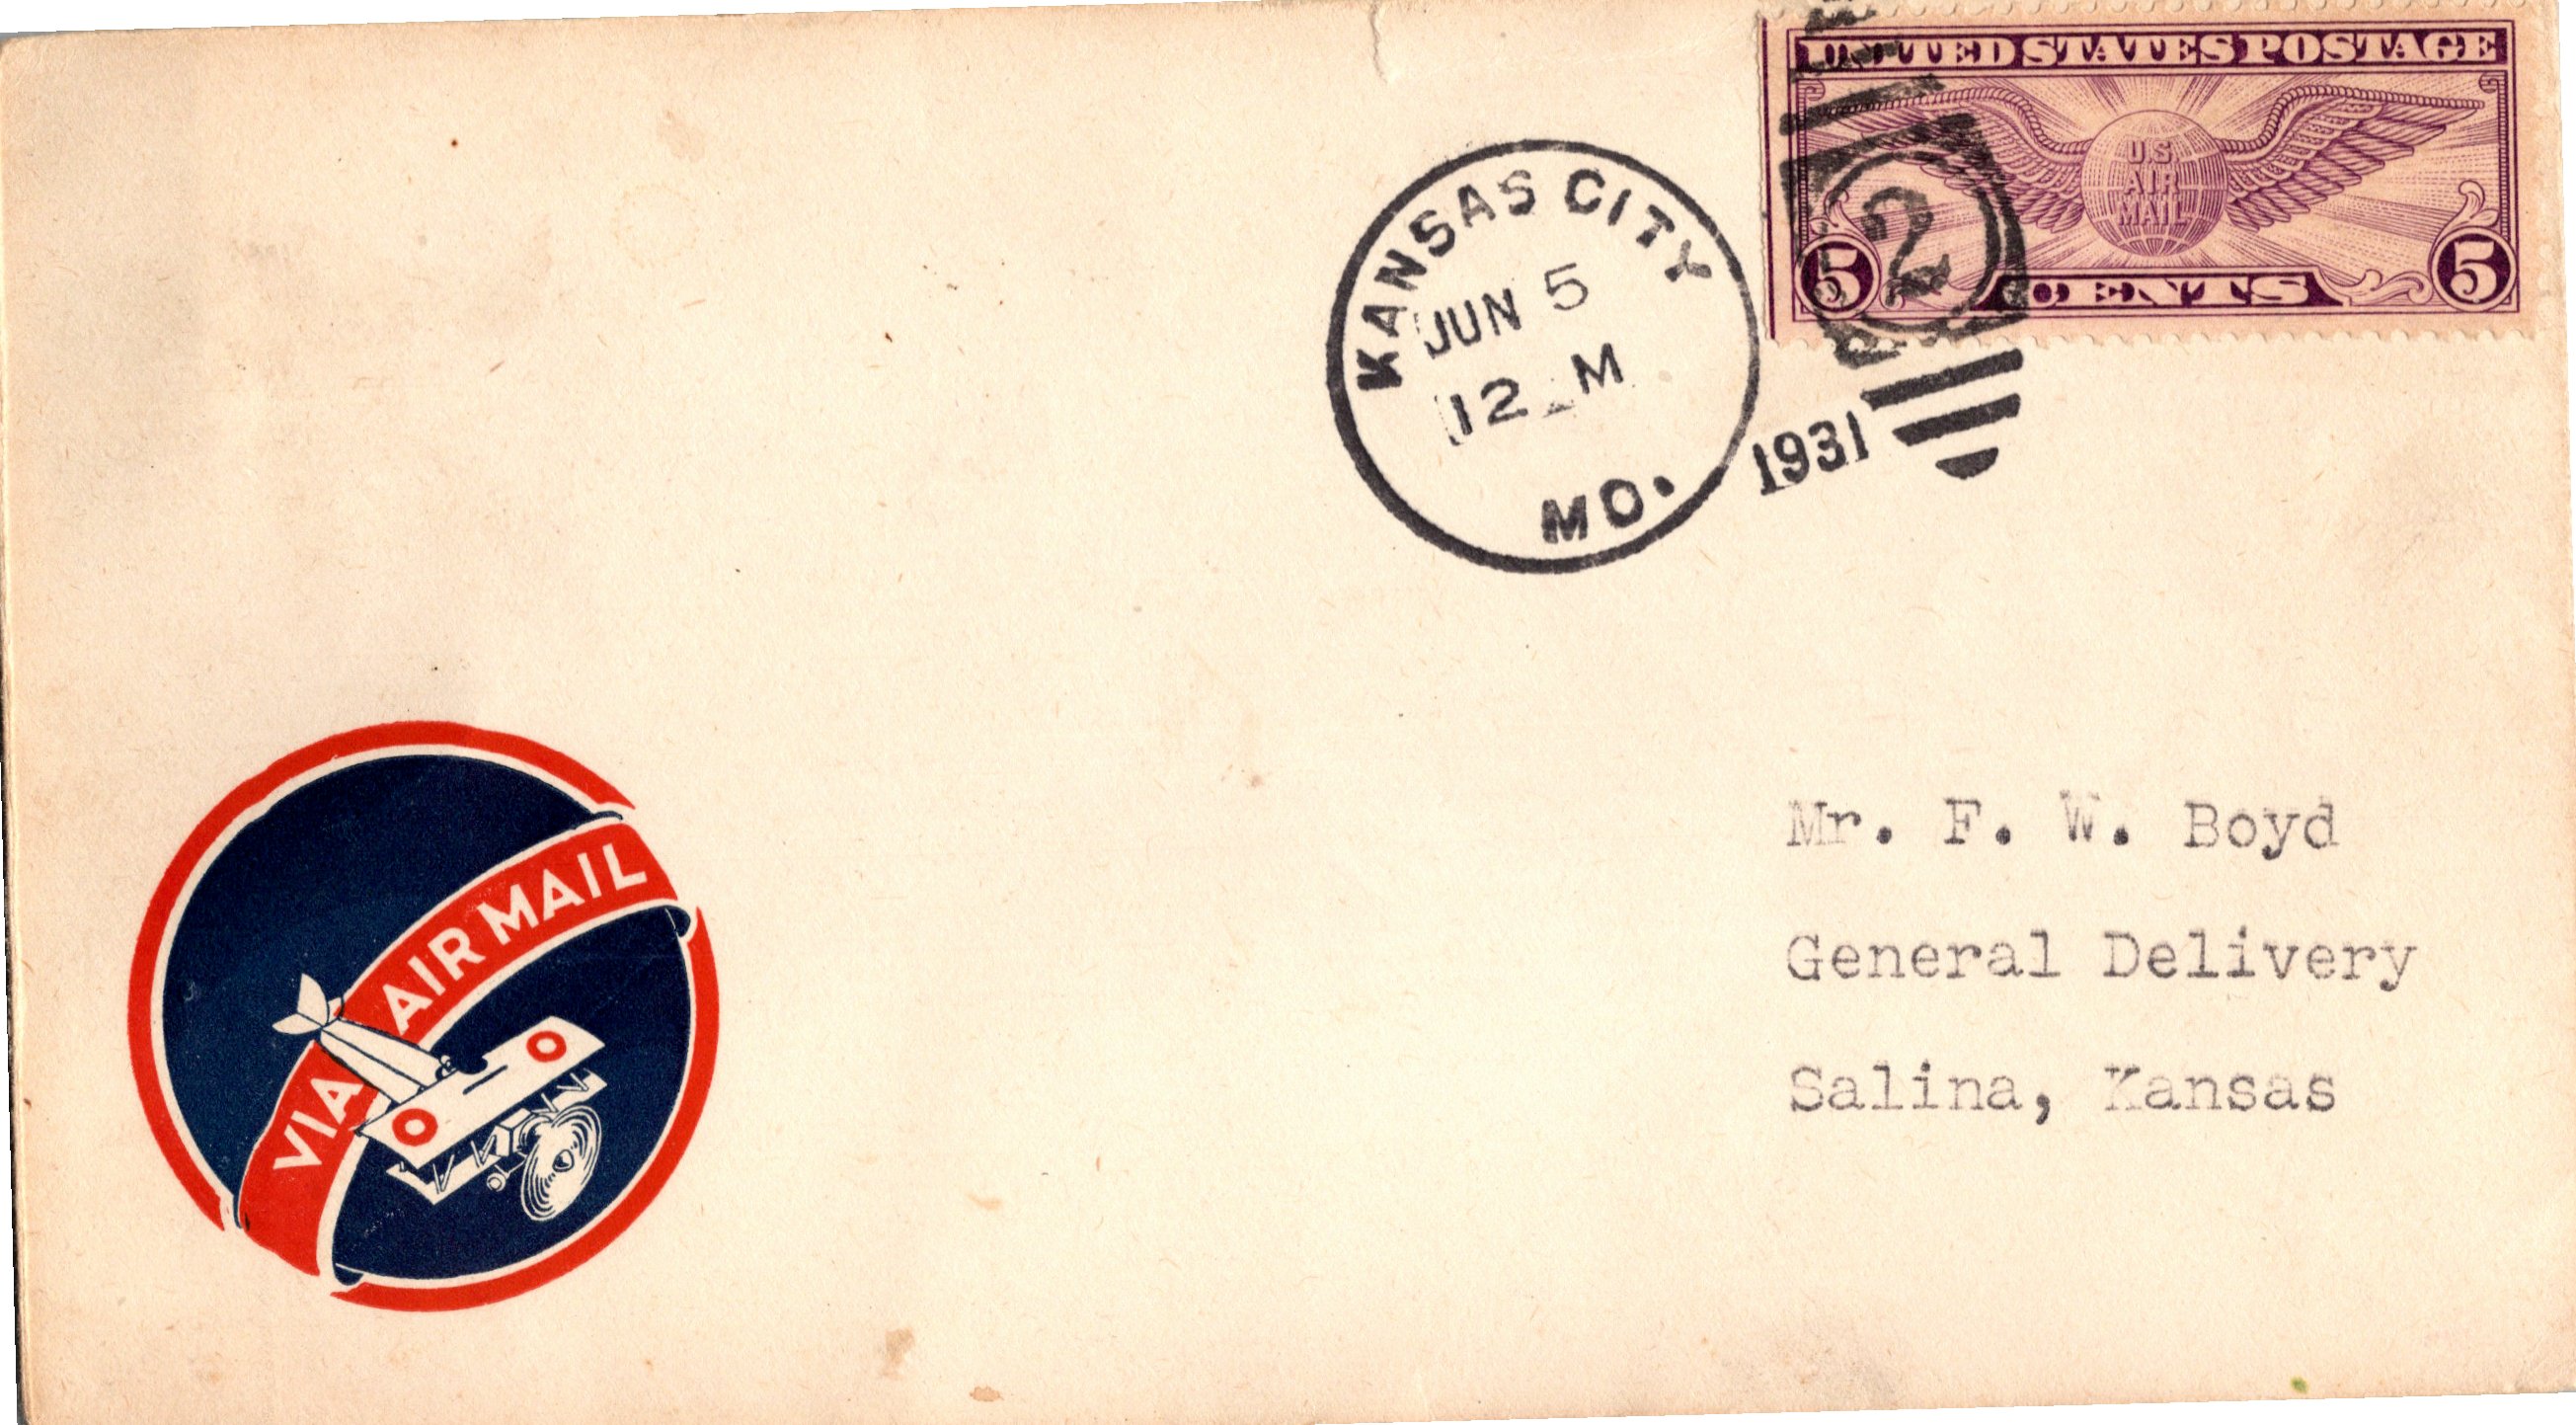 UNITED STATES POSTAGE
U.S.
AIR
MAIL
5 CENTS 5
2
KANSAS CITY
JUN 5
12 M
MO.
1931
VIA AIR MAIL
Mr. F. W. Boyd
General Delivery
Salina, Kansas